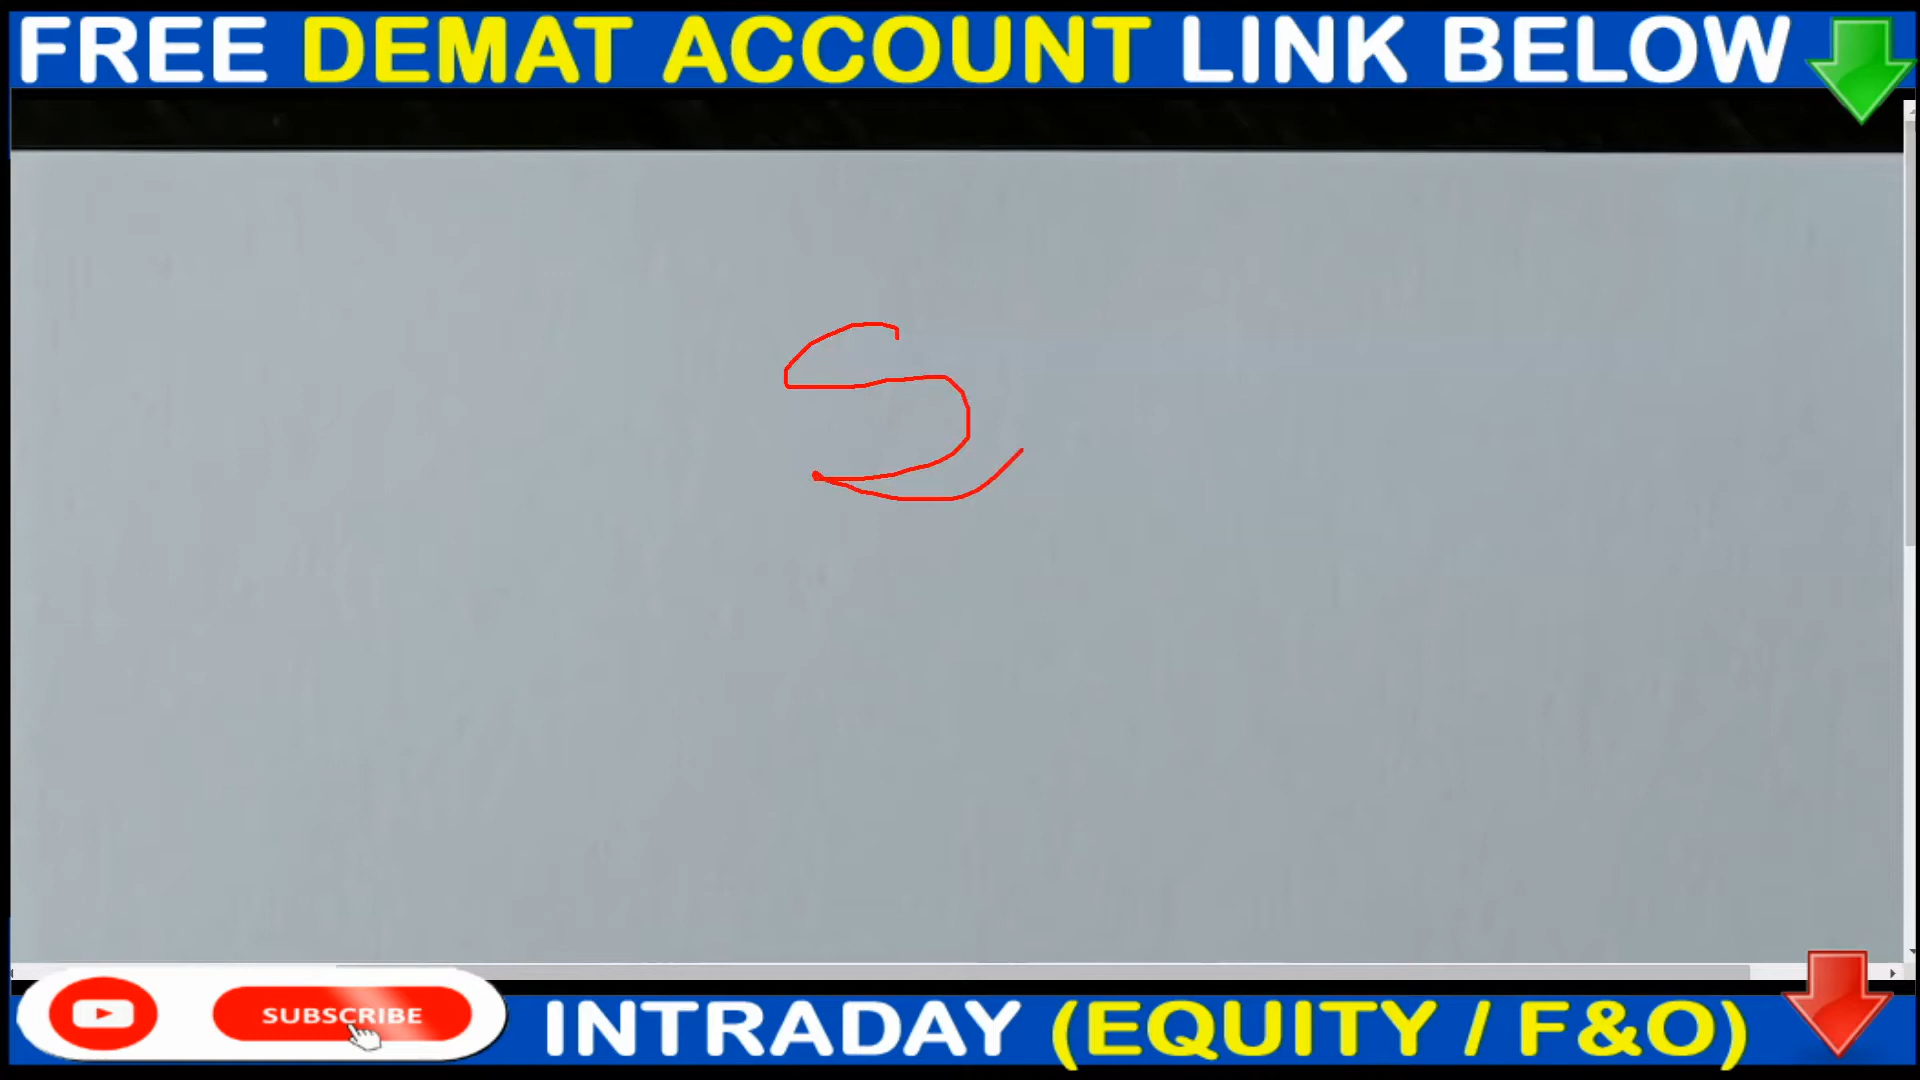 FREE DEMAT ACCOUNT LINK BELOW
S
SUBSCRIBE
INTRADAY (EQUITY / F&O)